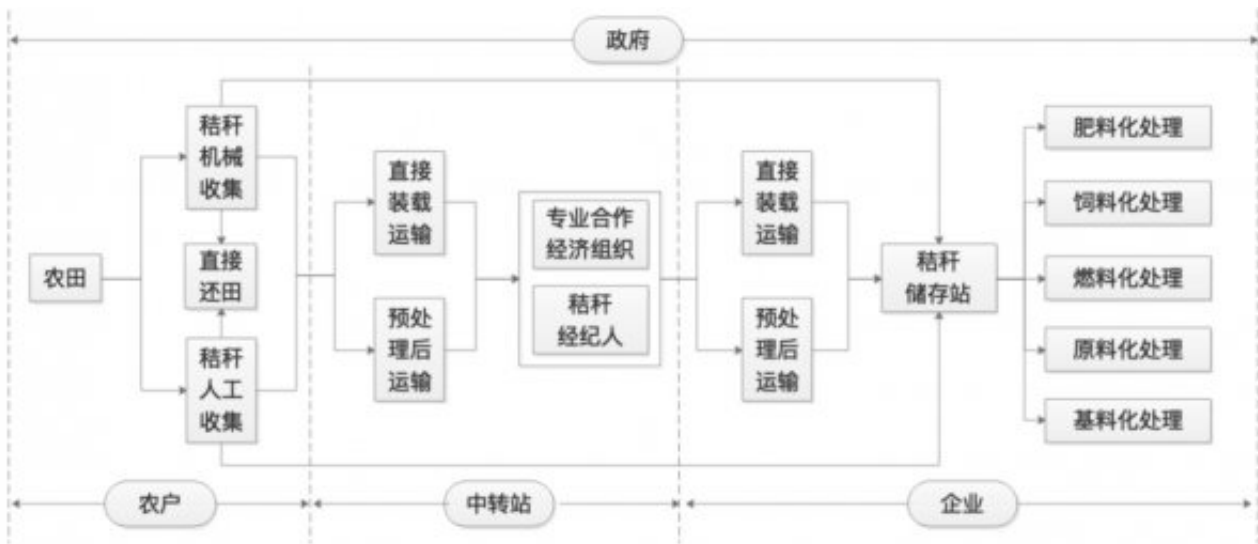 政府
农田
秸秆
机械
收集
直接
还田
秸秆
人工
收集
直接
装载
运输
预处
理后
运输
专业合作
经济组织
秸秆
经纪人
直接
装载
运输
预处
理后
运输
秸秆
储存站
肥料化处理
饲料化处理
燃料化处理
原料化处理
基料化处理
农户
中转站
企业